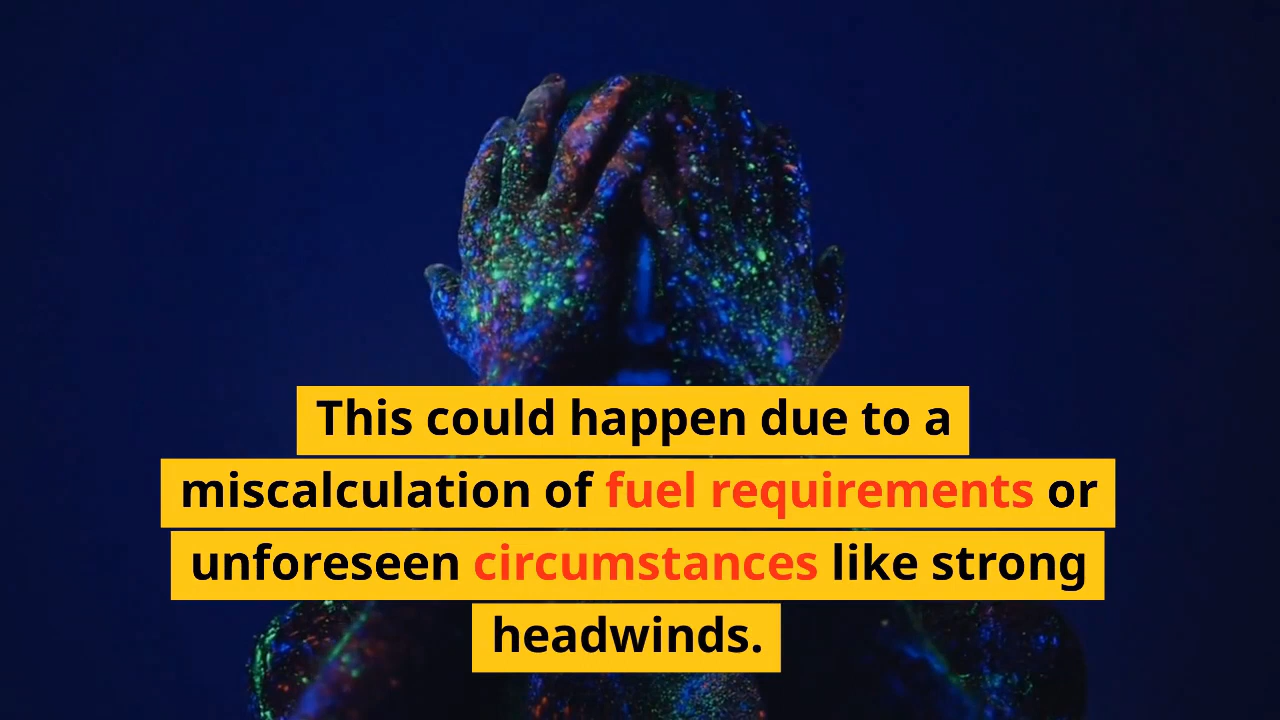 This could happen due to a
miscalculation of fuel requirements or
unforeseen circumstances like strong
headwinds.